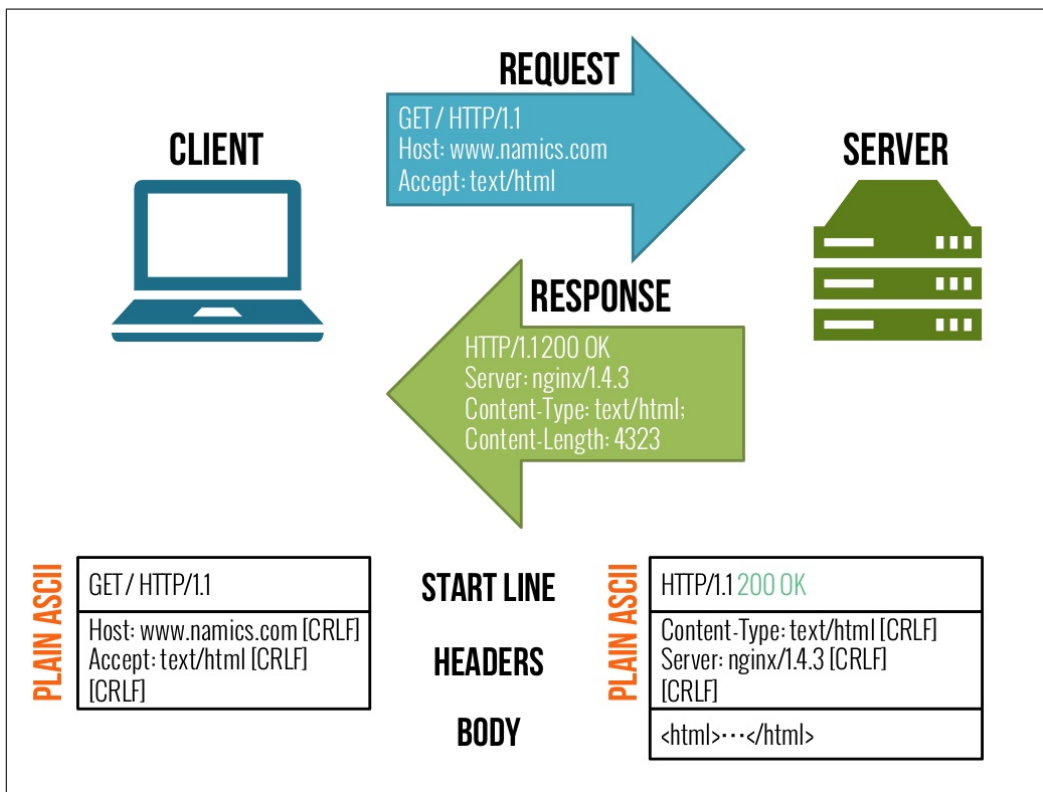 REQUEST
GET / HTTP/1.1
Host: www.namics.com
Accept: text/html
CLIENT
SERVER
RESPONSE
HTTP/1.1 200 OK
Server: nginx/1.4.3
Content-Type: text/html;
Content-Length: 4323
PLAIN ASCII
GET / HTTP/1.1
Host: www.namics.com [CRLF]
Accept: text/html [CRLF]
[CRLF]
START LINE
HEADERS
BODY
PLAIN ASCII
HTTP/1.1 200 OK
Content-Type: text/html [CRLF]
Server: nginx/1.4.3 [CRLF]
[CRLF]
<html>···</html>